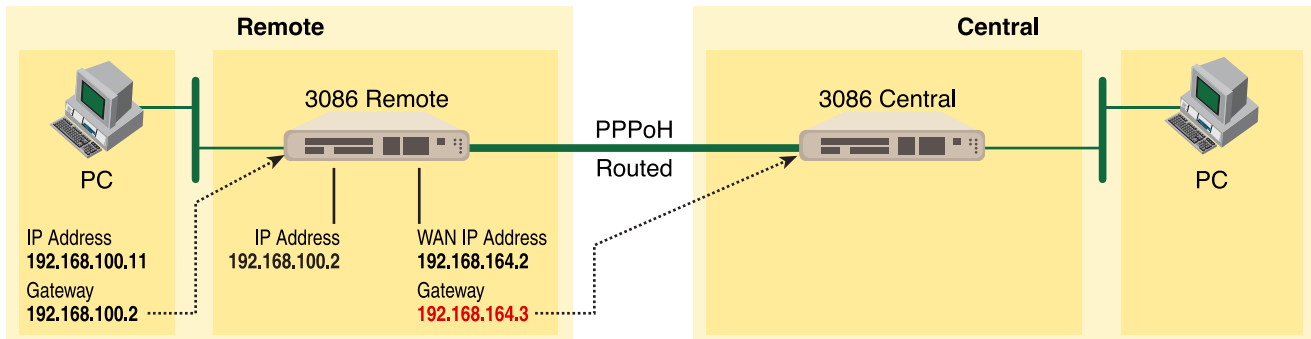 Remote
Central
3086 Remote
3086 Central
PPPoH
Routed
PC
PC
IP Address
192.168.100.11
Gateway
192.168.100.2
IP Address
192.168.100.2
WAN IP Address
192.168.164.2
Gateway
192.168.164.3